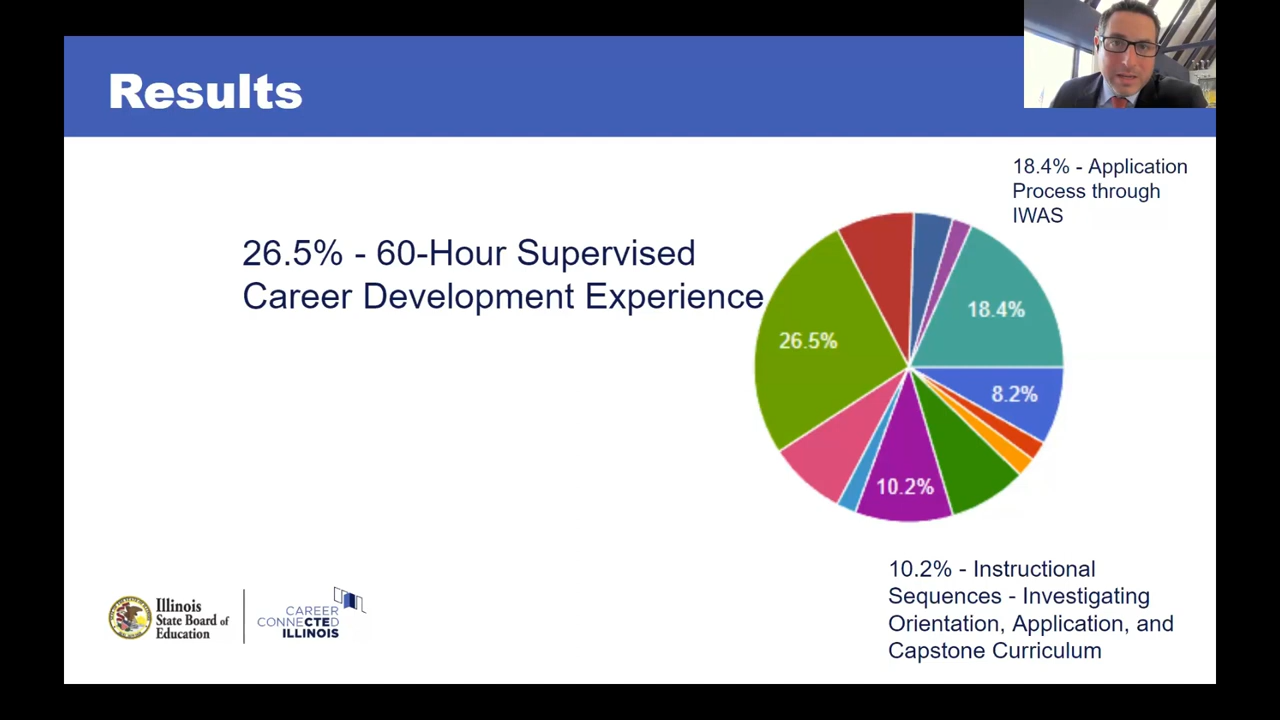 Results
18.4% - Application
Process through
IWAS
26.5% - 60-Hour Supervised
Career Development Experience
18.4%
26.5%
8.2%
10.2%
10.2% - Instructional
Sequences - Investigating
Orientation, Application, and
Capstone Curriculum
Illinois
State Board of
Education
CAREER
CONNECTED
ILLINOIS